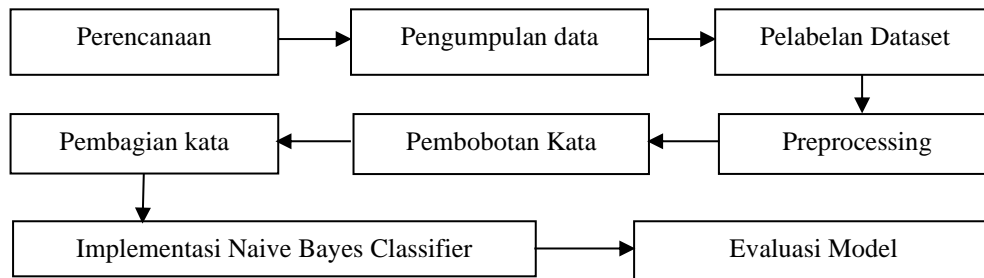 Perencanaan
Pengumpulan data
Pelabelan Dataset
Preprocessing
Pembobotan Kata
Pembagian kata
Implementasi Naive Bayes Classifier
Evaluasi Model